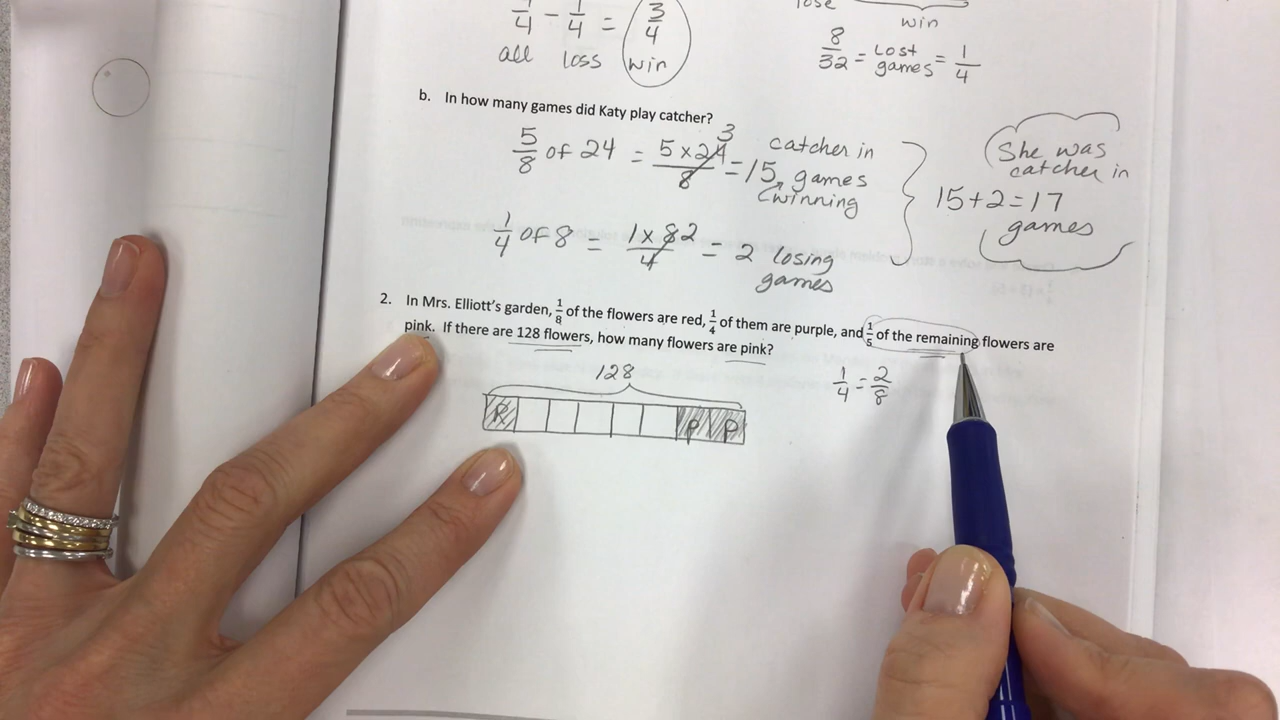 1/4 = 3/4
all loss win
lose
win
8/32 = Lost games = 1/4
b. In how many games did Katy play catcher?
5/8 of 24 = 5 x 24/8 = 15 games
3
catcher in
winning
1/4 of 8 = 1 x 8/4 = 2 losing
2
games
She was
catcher in
15 + 2 = 17
games
2. In Mrs. Elliott's garden, 1/8 of the flowers are red, 1/4 of them are purple, and 1/5 of the remaining flowers are
pink. If there are 128 flowers, how many flowers are pink?
128
R P P
1/4 = 2/8